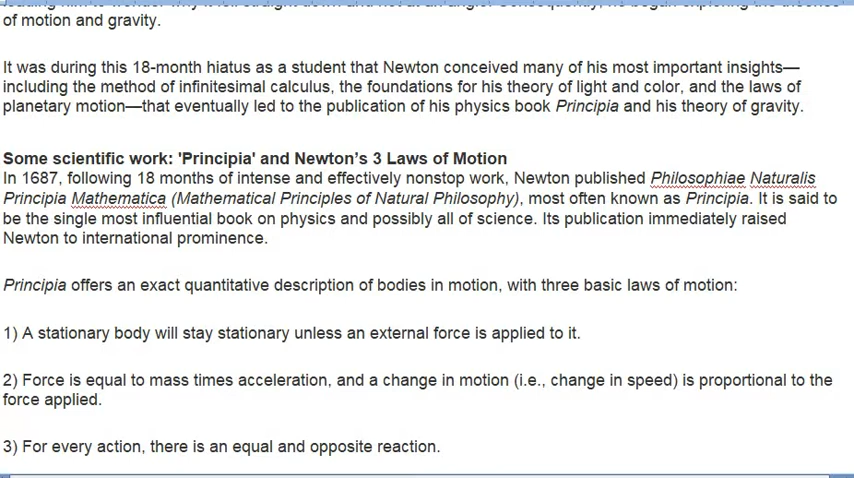 of motion and gravity.
It was during this 18-month hiatus as a student that Newton conceived many of his most important insights—
including the method of infinitesimal calculus, the foundations for his theory of light and color, and the laws of
planetary motion—that eventually led to the publication of his physics book Principia and his theory of gravity.
Some scientific work: 'Principia' and Newton’s 3 Laws of Motion
In 1687, following 18 months of intense and effectively nonstop work, Newton published Philosophiae Naturalis
Principia Mathematica (Mathematical Principles of Natural Philosophy), most often known as Principia. It is said to
be the single most influential book on physics and possibly all of science. Its publication immediately raised
Newton to international prominence.
Principia offers an exact quantitative description of bodies in motion, with three basic laws of motion:
1) A stationary body will stay stationary unless an external force is applied to it.
2) Force is equal to mass times acceleration, and a change in motion (i.e., change in speed) is proportional to the
force applied.
3) For every action, there is an equal and opposite reaction.